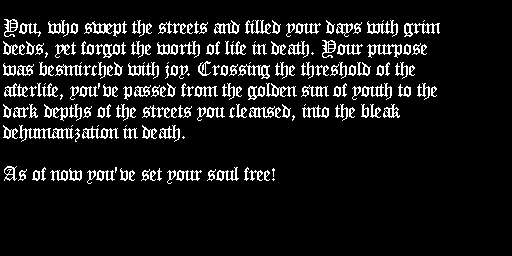 You, who swept the streets and filled your days with grim
deeds, yet forgot the worth of life in death. Your purpose
was besmirched with joy. Crossing the threshold of the
afterlife, you've passed from the golden sun of youth to the
dark depths of the streets you cleansed, into the bleak
dehumanization in death.
As of now you've set your soul free!